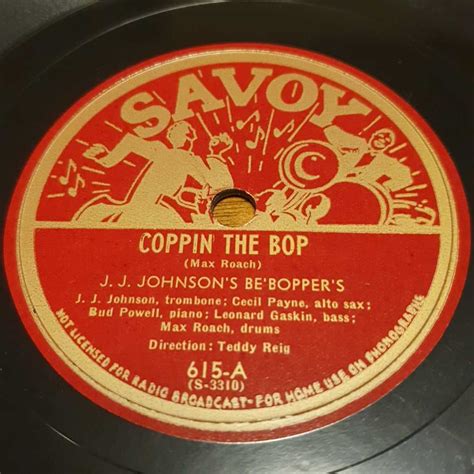 SAVOY
C
COPPIN THE BOP
(Max Roach)
J. J. JOHNSON'S BE'BOPPER'S
J. J. Johnson, trombone; Cecil Payne, alto sax;
Bud Powell, piano; Leonard Gaskin, bass;
Max Roach, drums
Direction: Teddy Reig
615-A
(S-3310)
NOT LICENSED FOR RADIO BROADCAST-FOR HOME USE ON PHONOGRAPHS